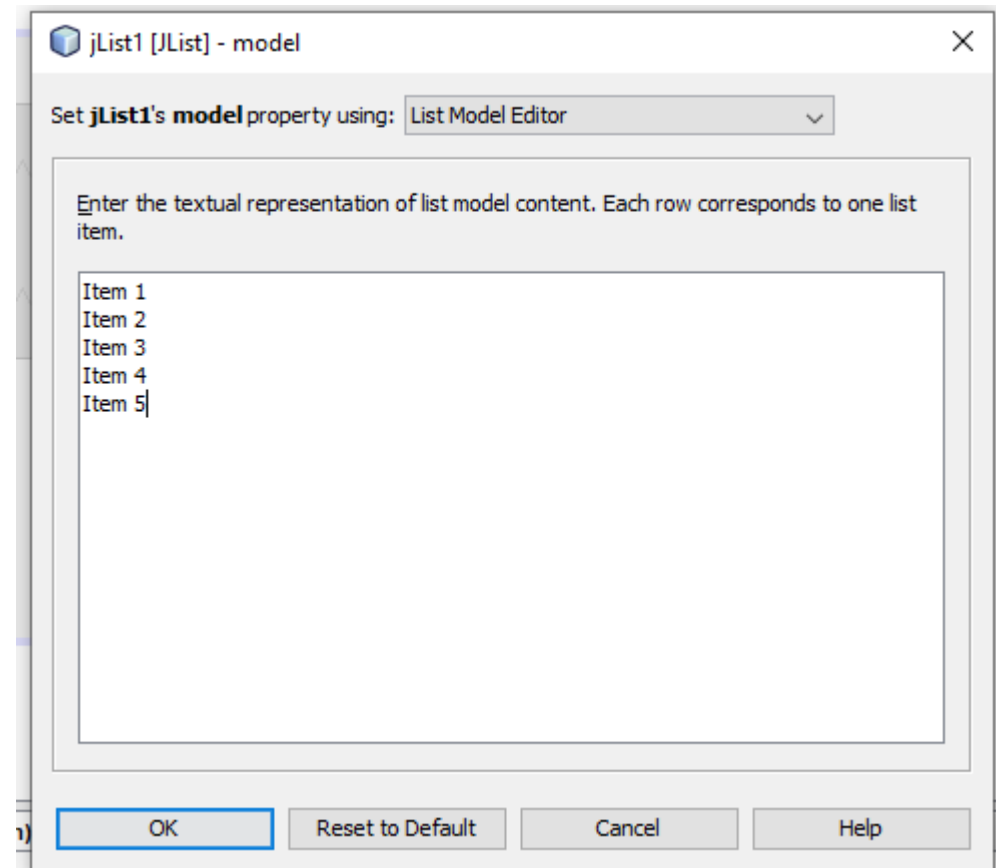 jList1 [JList] - model
Set jList1's model property using: List Model Editor
Enter the textual representation of list model content. Each row corresponds to one list
item.
Item 1
Item 2
Item 3
Item 4
Item 5
OK Reset to Default Cancel Help